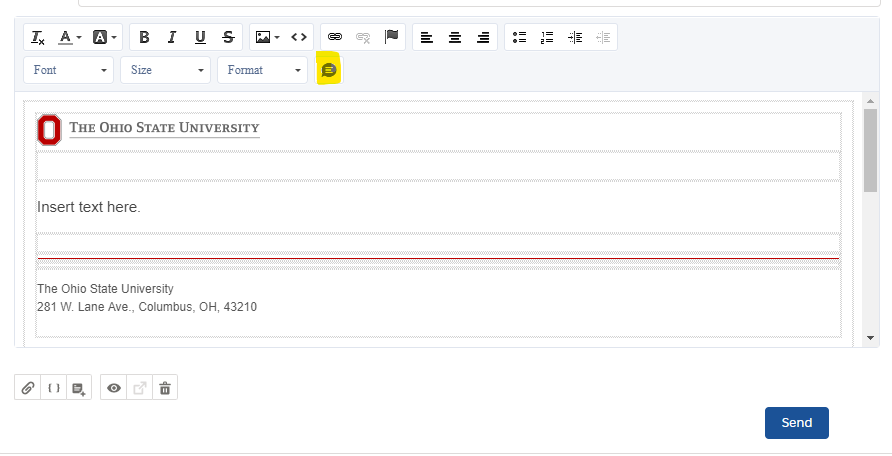 Font Size Format
THE OHIO STATE UNIVERSITY
Insert text here.
The Ohio State University
281 W. Lane Ave., Columbus, OH, 43210
Send